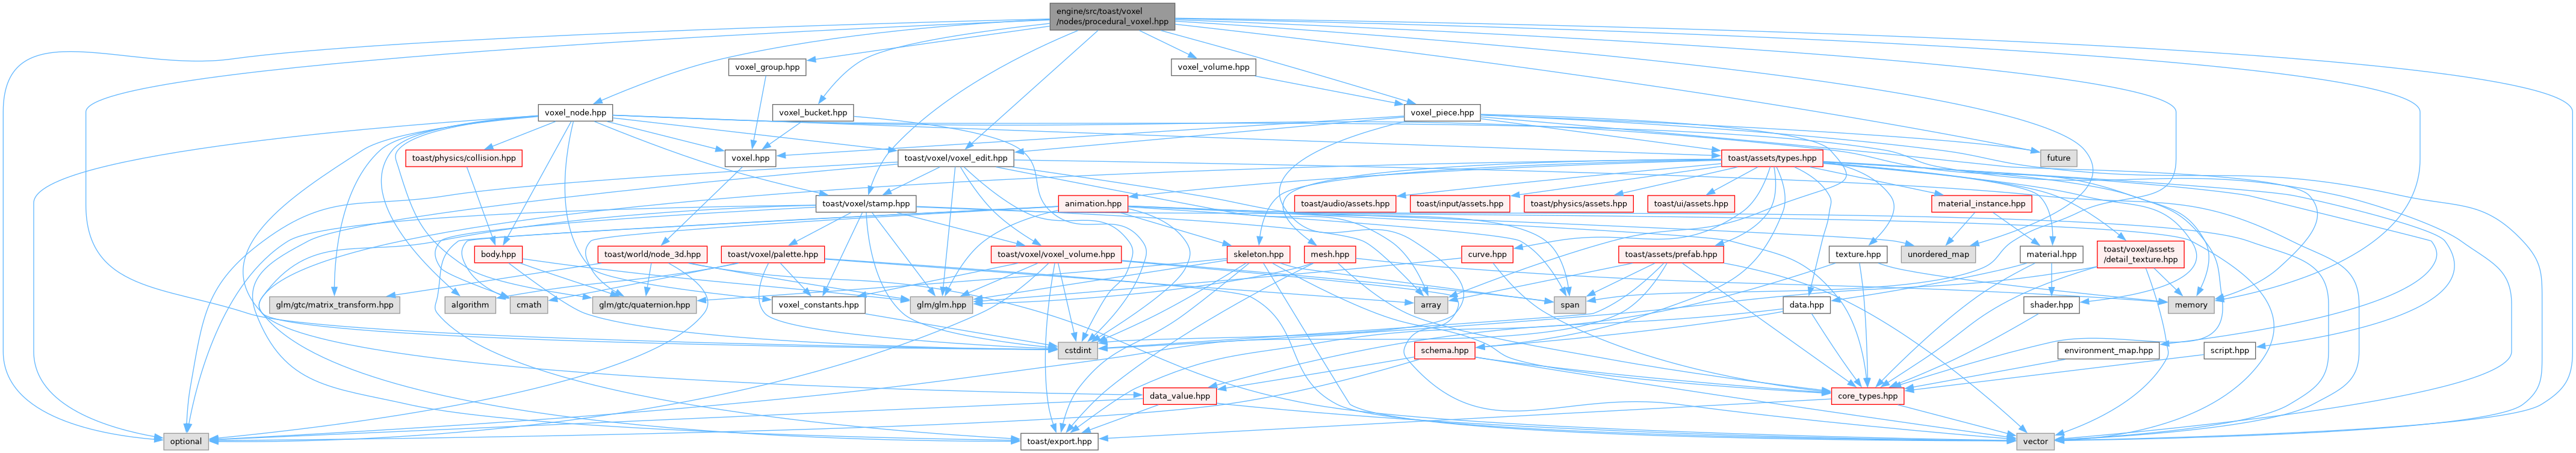 engine/src/toast/voxel
/nodes/procedural_voxel.hpp
voxel_group.hpp
voxel_volume.hpp
voxel_node.hpp
voxel_bucket.hpp
voxel_piece.hpp
toast/physics/collision.hpp
voxel.hpp
toast/voxel/voxel_edit.hpp
toast/assets/types.hpp
future
toast/voxel/stamp.hpp
animation.hpp
toast/audio/assets.hpp
toast/input/assets.hpp
toast/physics/assets.hpp
toast/ui/assets.hpp
material_instance.hpp
body.hpp
toast/world/node_3d.hpp
toast/voxel/palette.hpp
toast/voxel/voxel_volume.hpp
skeleton.hpp
mesh.hpp
curve.hpp
toast/assets/prefab.hpp
texture.hpp
unordered_map
material.hpp
toast/voxel/assets
/detail_texture.hpp
glm/gtc/matrix_transform.hpp
algorithm
cmath
glm/gtc/quaternion.hpp
voxel_constants.hpp
glm/glm.hpp
array
span
data.hpp
shader.hpp
memory
cstdint
schema.hpp
environment_map.hpp
script.hpp
data_value.hpp
core_types.hpp
optional
toast/export.hpp
vector